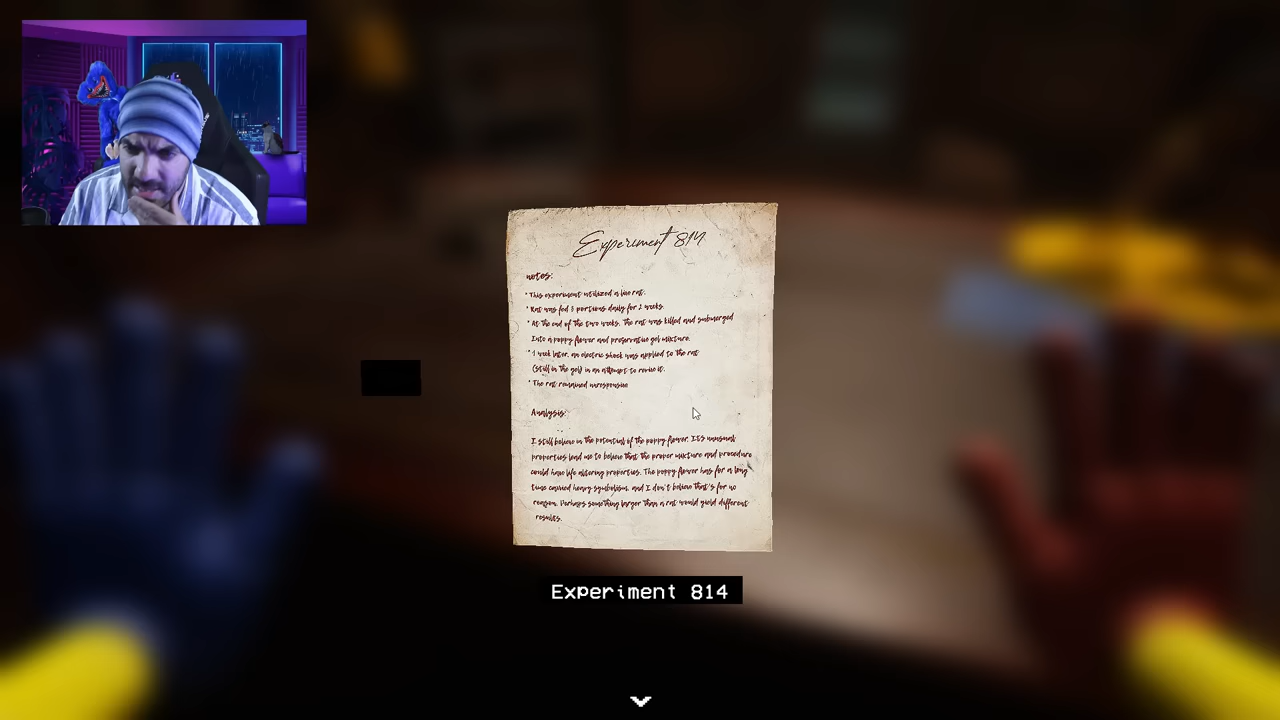 Experiment 814
notes:
* This experiment utilized a live rat.
* Rat was fed 3 portions daily for 2 weeks.
* At the end of the two weeks, the rat was killed and submerged
Into a poppy flower and preservative gel mixture.
* 1 week later, an electric shock was applied to the rat
(still in the gel) in an attempt to revive it.
* The rat remained unresponsive
Analysis:
I still believe in the potential of the poppy flower. It's unusual
properties lead me to believe that the proper mixture and procedure
could have life altering properties. The poppy flower has for a long
time carried heavy symbolism, and I don't believe that's for no
reason. Perhaps something larger than a rat would yield different
results.
Experiment 814